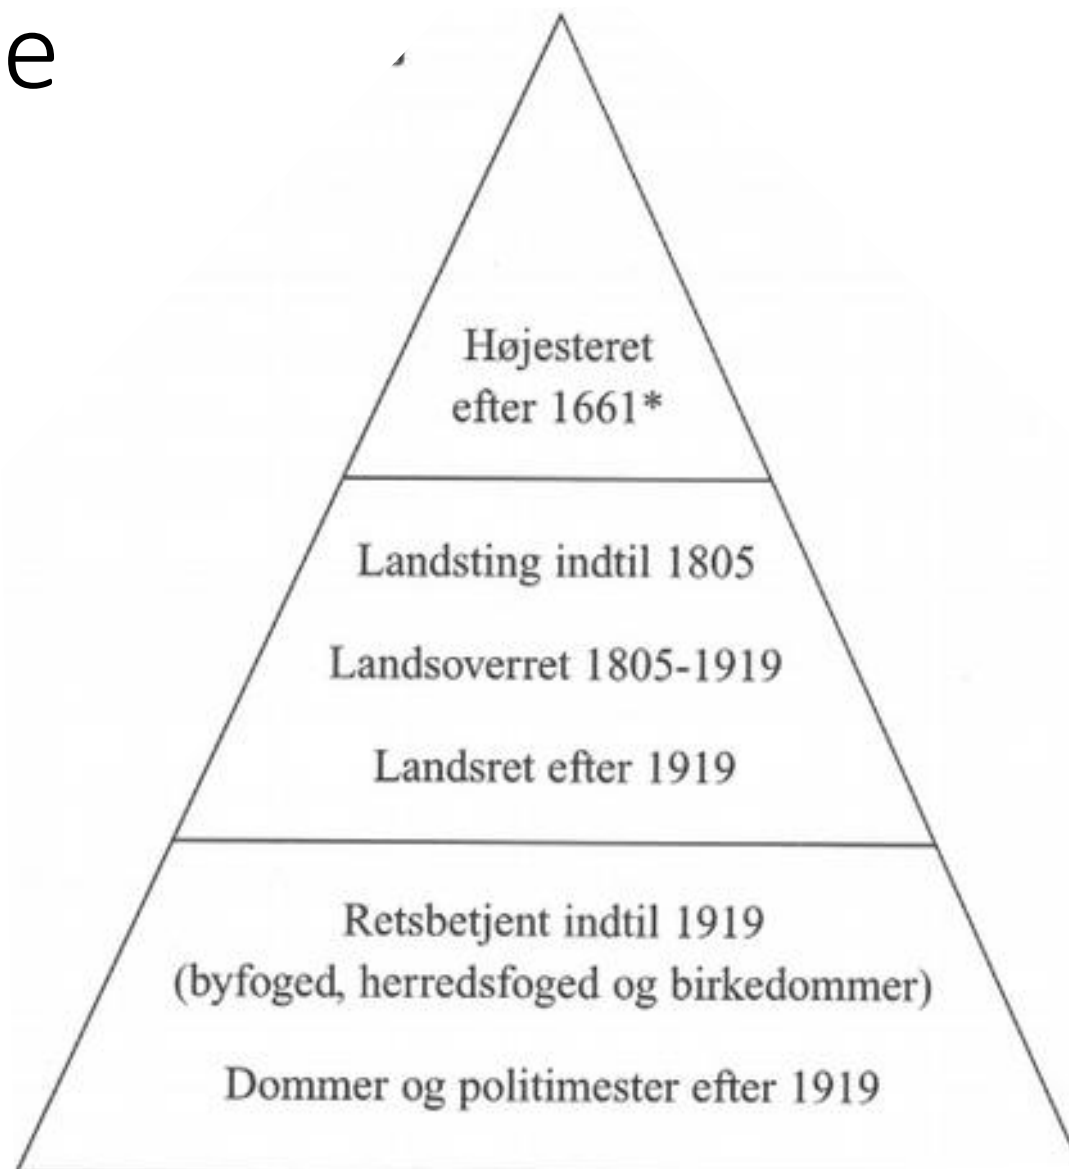 e
Højesteret
efter 1661*
Landsting indtil 1805
Landsoverret 1805-1919
Landsret efter 1919
Retsbetjent indtil 1919
(byfoged, herredsfoged og birkedommer)
Dommer og politimester efter 1919